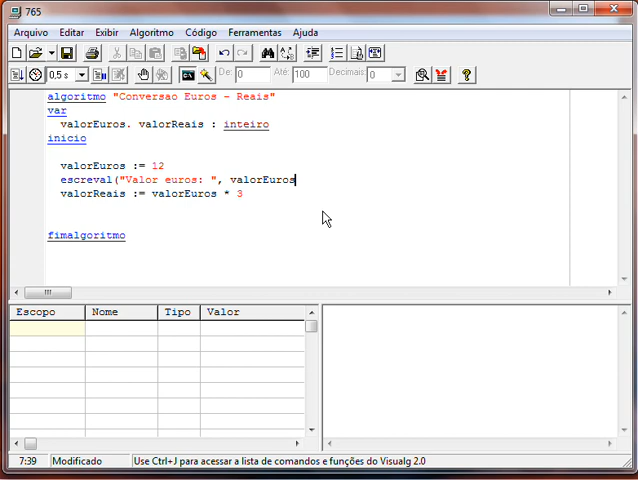 765
Arquivo Editar Exibir Algoritmo Código Ferramentas Ajuda
0,5 s De: 0 Até: 100 Decimais 0
algoritmo "Conversao Euros - Reais"
var
valorEuros. valorReais : inteiro
inicio
valorEuros := 12
escreval("Valor euros: ", valorEuros
valorReais := valorEuros * 3
fimalgoritmo
Escopo Nome Tipo Valor
7:39 Modificado Use Ctrl+J para acessar a lista de comandos e funções do Visualg 2.0